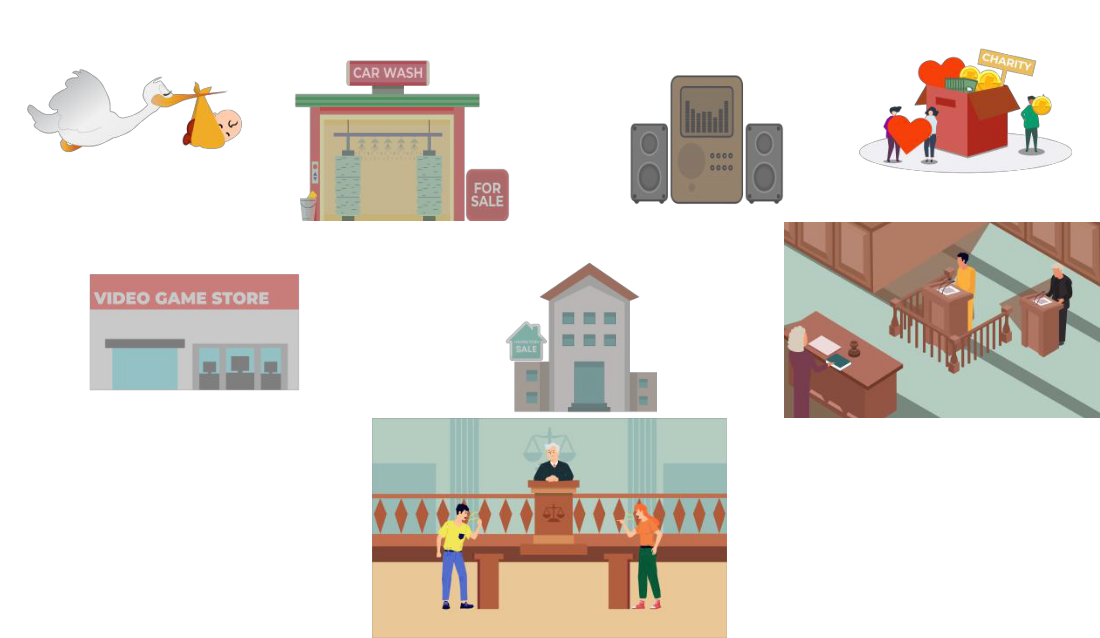 CAR WASH
CHARITY
FOR
SALE
VIDEO GAME STORE
SALE